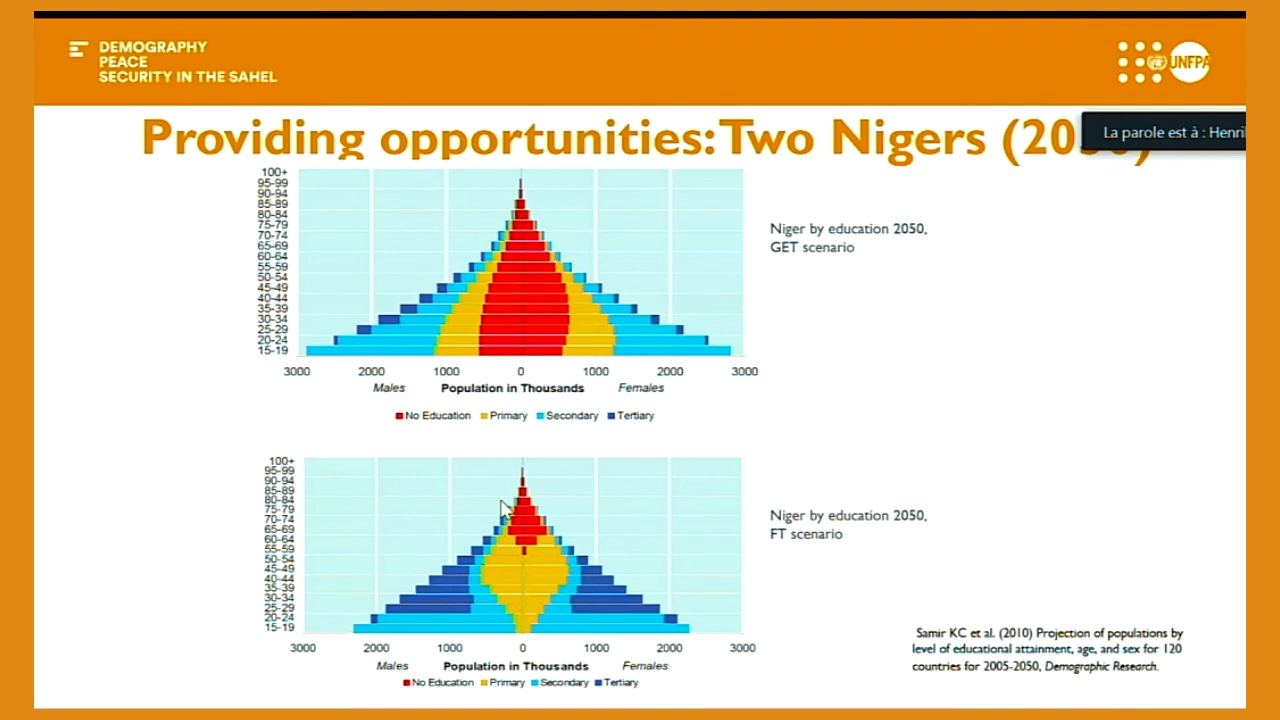 DEMOGRAPHY
PEACE
SECURITY IN THE SAHEL
UNFPA
Providing opportunities: Two Nigers
La parole est à : Henri
100+
95-99
90-94
85-89
80-84
75-79
70-74
65-69
60-64
55-59
50-54
45-49
40-44
35-39
30-34
25-29
20-24
15-19
3000 2000 1000 0 1000 2000 3000
Males Population in Thousands Females
No Education Primary Secondary Tertiary
Niger by education 2050,
GET scenario
100+
95-99
90-94
85-89
80-84
75-79
70-74
65-69
60-64
55-59
50-54
45-49
40-44
35-39
30-34
25-29
20-24
15-19
3000 2000 1000 0 1000 2000 3000
Males Population in Thousands Females
No Education Primary Secondary Tertiary
Niger by education 2050,
FT scenario
Samir KC et al. (2010) Projection of populations by
level of educational attainment, age, and sex for 120
countries for 2005-2050, Demographic Research.